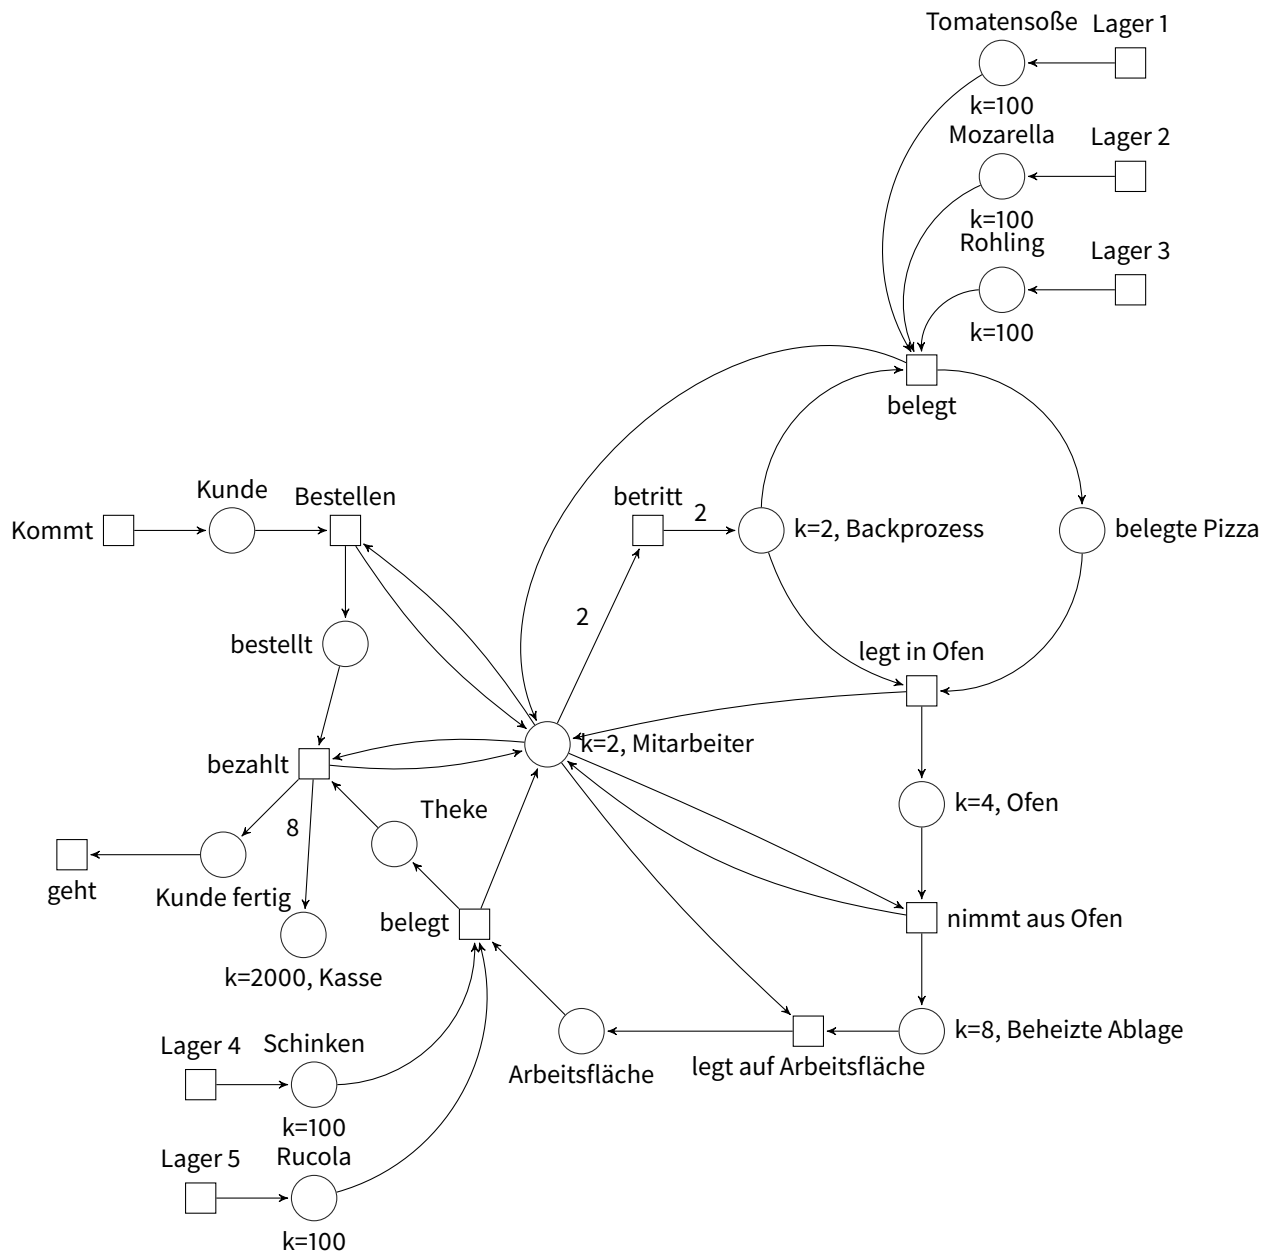 Tomatensoße
Lager 1
k=100
Mozarella
Lager 2
k=100
Rohling
Lager 3
k=100
belegt
Kunde
Bestellen
betritt
2
Kommt
k=2, Backprozess
belegte Pizza
2
bestellt
legt in Ofen
k=2, Mitarbeiter
bezahlt
Theke
k=4, Ofen
8
geht
Kunde fertig
belegt
nimmt aus Ofen
k=2000, Kasse
k=8, Beheizte Ablage
Lager 4
Schinken
Arbeitsfläche
legt auf Arbeitsfläche
k=100
Lager 5
Rucola
k=100